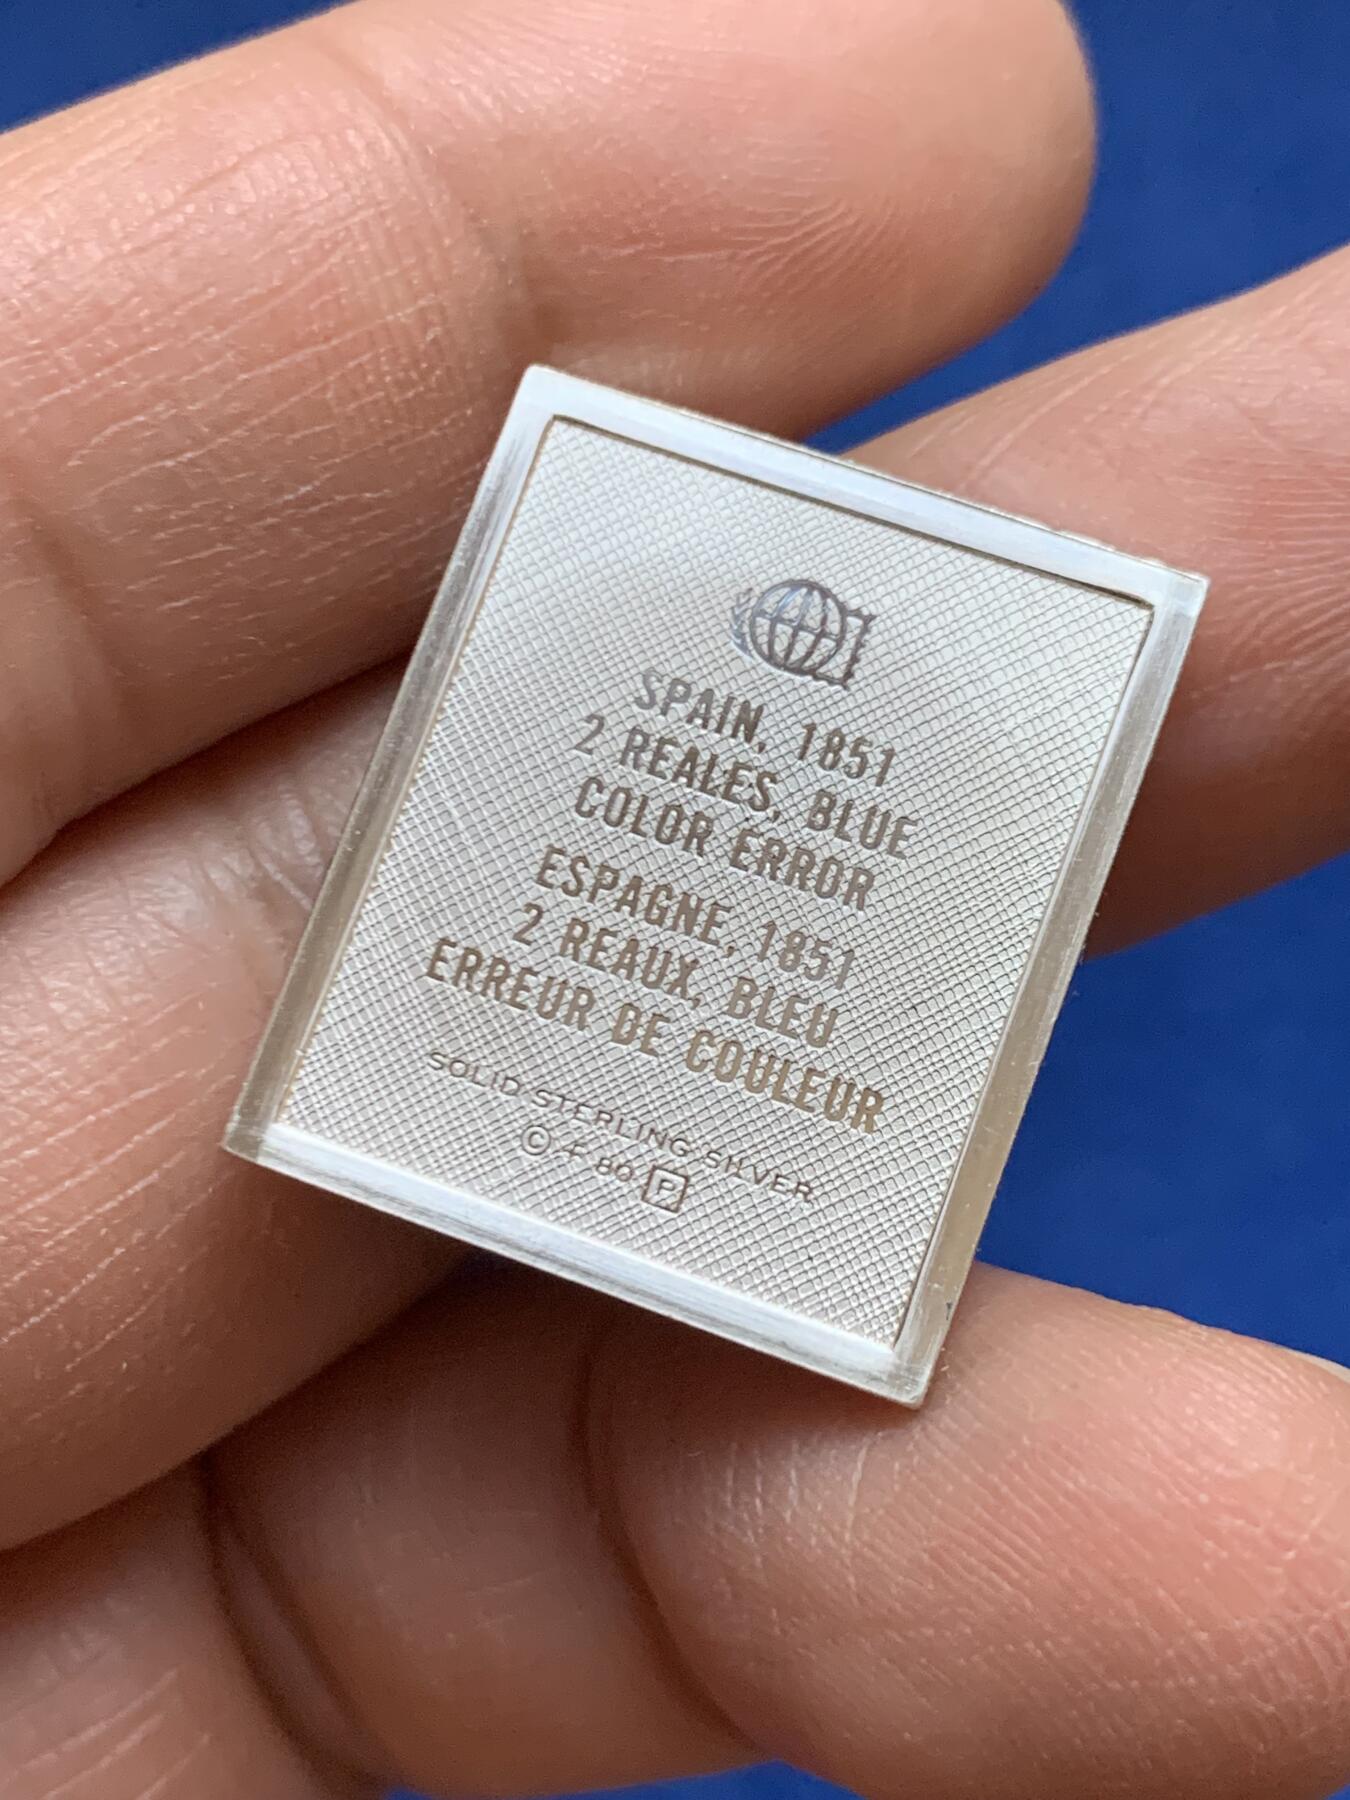 SPAIN, 1851
2 REALES, BLUE
COLOR ERROR
ESPAGNE, 1851
2 REAUX, BLEU
ERREUR DE COULEUR
SOLID STERLING SILVER
© F 80 P